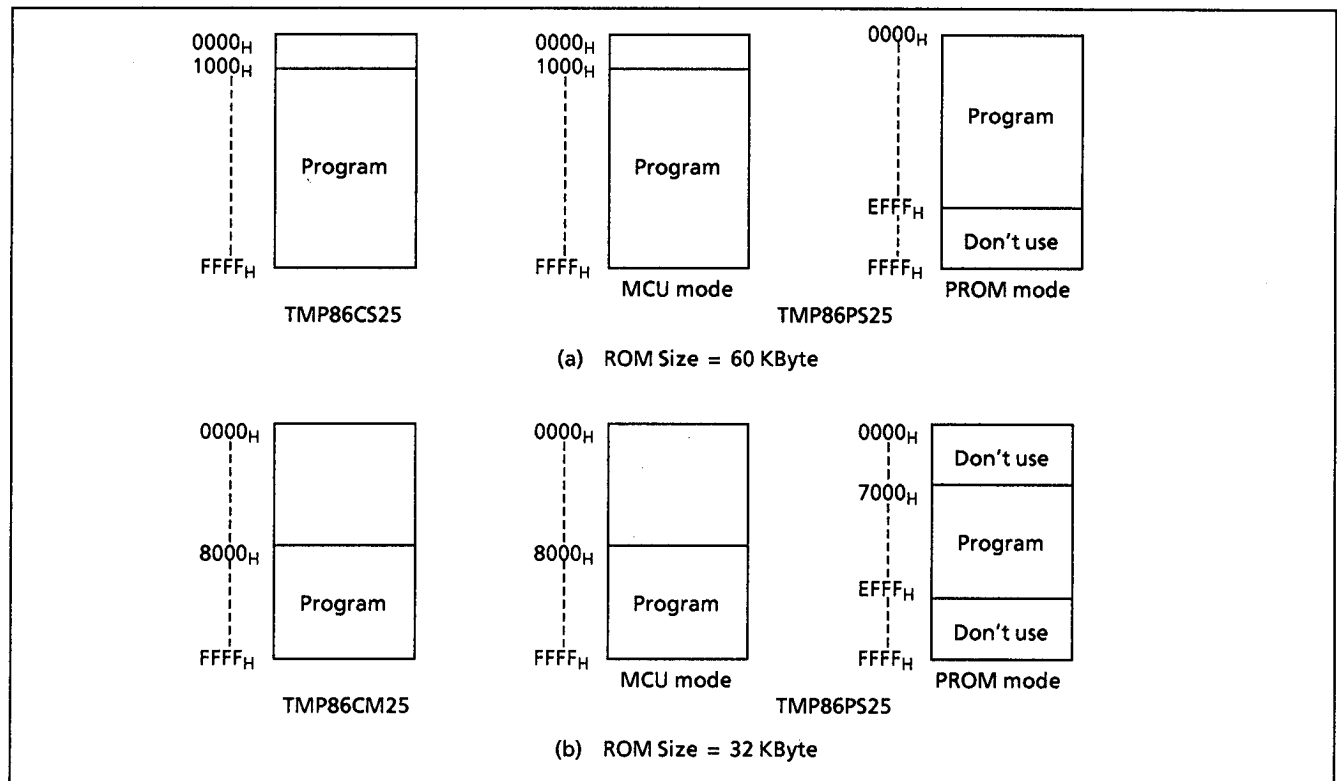 0000H
1000H
Program
FFFFH
TMP86CS25
0000H
1000H
Program
FFFFH
MCU mode
0000H
Program
EFFFH
Don't use
FFFFH
PROM mode
TMP86PS25
(a) ROM Size = 60 KByte
0000H
8000H
Program
FFFFH
TMP86CM25
0000H
8000H
Program
FFFFH
MCU mode
0000H
Don't use
7000H
Program
EFFFH
Don't use
FFFFH
PROM mode
TMP86PS25
(b) ROM Size = 32 KByte